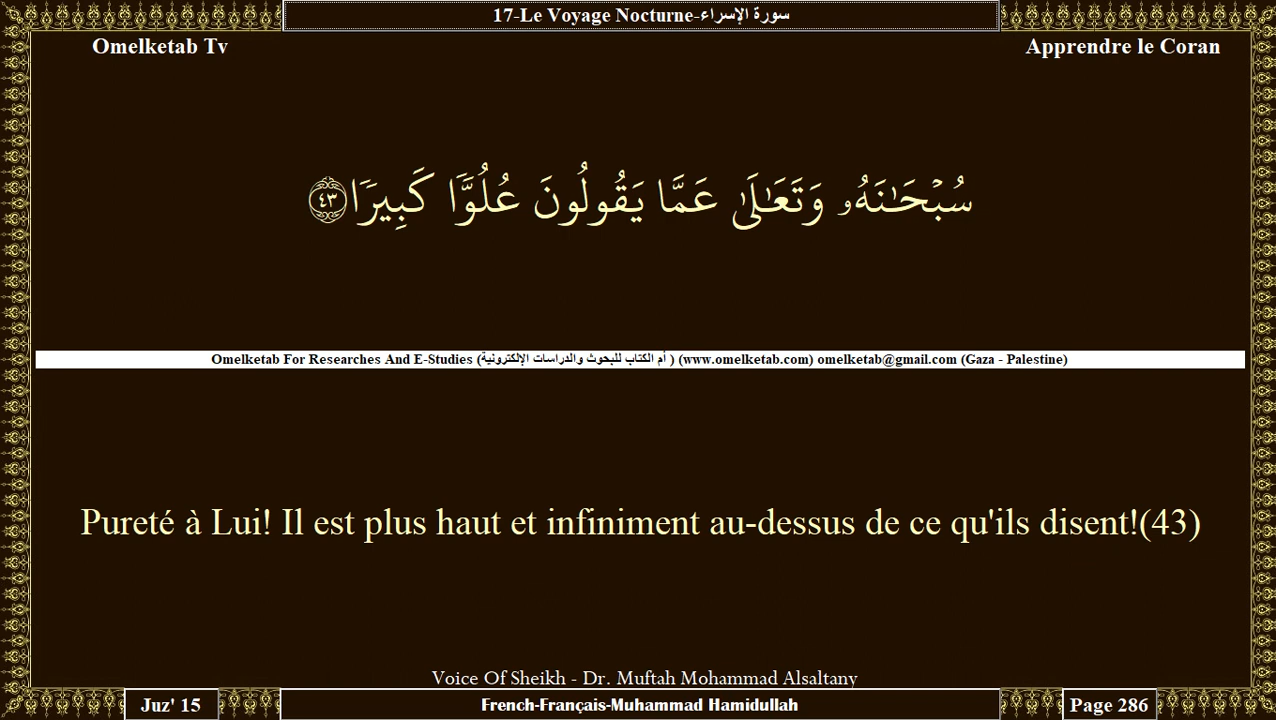 17-Le Voyage Nocturne-سورة الإسراء
Omelketab Tv
Apprendre le Coran
سُبۡحَٰنَهُۥ وَتَعَٰلَىٰ عَمَّا يَقُولُونَ عُلُوّٗا كَبِيرٗا ٤٣
Omelketab For Researches And E-Studies (أم الكتاب للبحوث والدراسات الإلكترونية ) (www.omelketab.com) omelketab@gmail.com (Gaza - Palestine)
Pureté à Lui! Il est plus haut et infiniment au-dessus de ce qu'ils disent!(43)
Voice Of Sheikh - Dr. Muftah Mohammad Alsaltany
Juz' 15
French-Français-Muhammad Hamidullah
Page 286